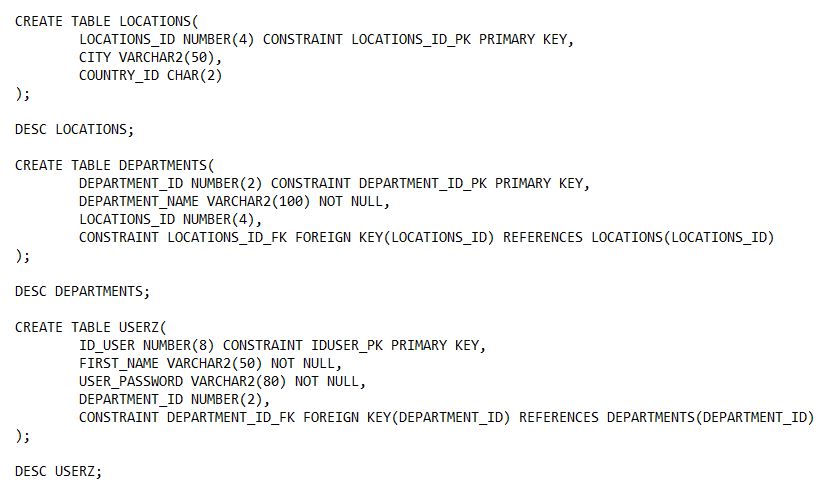 CREATE TABLE LOCATIONS(
LOCATIONS_ID NUMBER(4) CONSTRAINT LOCATIONS_ID_PK PRIMARY KEY,
CITY VARCHAR2(50),
COUNTRY_ID CHAR(2)
);
DESC LOCATIONS;
CREATE TABLE DEPARTMENTS(
DEPARTMENT_ID NUMBER(2) CONSTRAINT DEPARTMENT_ID_PK PRIMARY KEY,
DEPARTMENT_NAME VARCHAR2(100) NOT NULL,
LOCATIONS_ID NUMBER(4),
CONSTRAINT LOCATIONS_ID_FK FOREIGN KEY(LOCATIONS_ID) REFERENCES LOCATIONS(LOCATIONS_ID)
);
DESC DEPARTMENTS;
CREATE TABLE USERZ(
ID_USER NUMBER(8) CONSTRAINT IDUSER_PK PRIMARY KEY,
FIRST_NAME VARCHAR2(50) NOT NULL,
USER_PASSWORD VARCHAR2(80) NOT NULL,
DEPARTMENT_ID NUMBER(2),
CONSTRAINT DEPARTMENT_ID_FK FOREIGN KEY(DEPARTMENT_ID) REFERENCES DEPARTMENTS(DEPARTMENT_ID)
);
DESC USERZ;